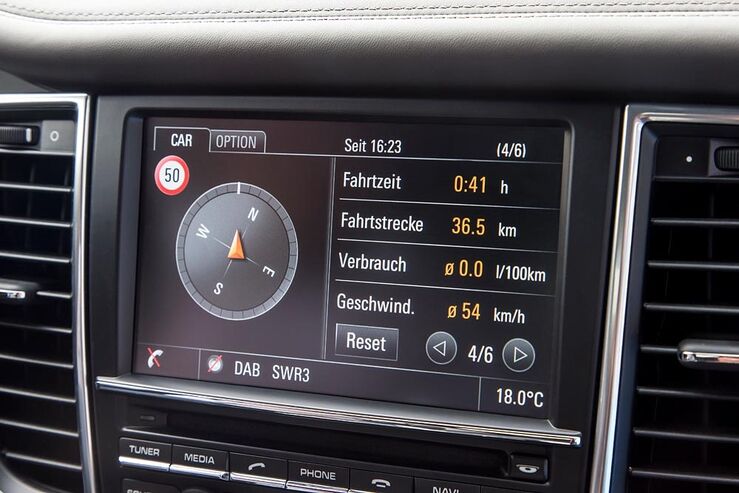 CAR OPTION Seit 16:23 (4/6)
50
Fahrtzeit 0:41 h
Fahrtstrecke 36.5 km
Verbrauch ø 0.0 l/100km
Geschwind. ø 54 km/h
N
W
E
S
Reset 4/6
DAB SWR3
18.0°C
TUNER MEDIA PHONE NAVI